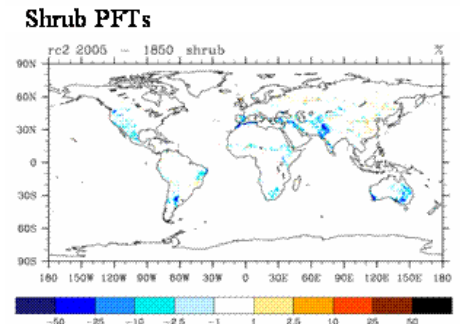 Shrub PFTs
rc2 2005 − 1850 shrub %
90N
60N
30N
0
30S
60S
90S
180 150W 120W 90W 60W 30W 0 30E 60E 90E 120E 150E 180
-50 -25 -10 -2.5 -1 1 2.5 10 25 50